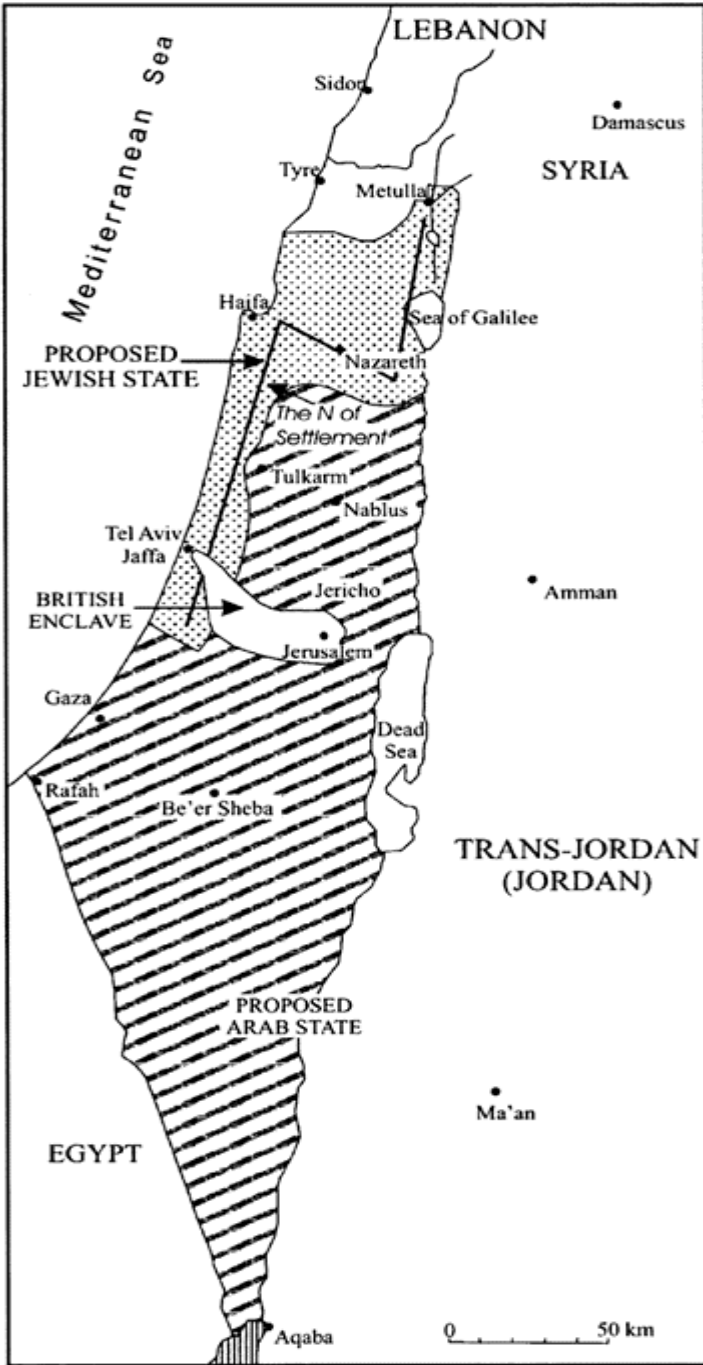 LEBANON
Mediterranean Sea
Sidon
Damascus
SYRIA
Tyre
Metulla
Haifa
Sea of Galilee
PROPOSED
JEWISH STATE
Nazareth
The N of
Settlement
Tulkarm
Nablus
Tel Aviv
Jaffa
Jericho
Amman
BRITISH
ENCLAVE
Jerusalem
Gaza
Dead
Sea
Rafah
Be'er Sheba
TRANS-JORDAN
(JORDAN)
PROPOSED
ARAB STATE
Ma'an
EGYPT
Aqaba
0 50 km